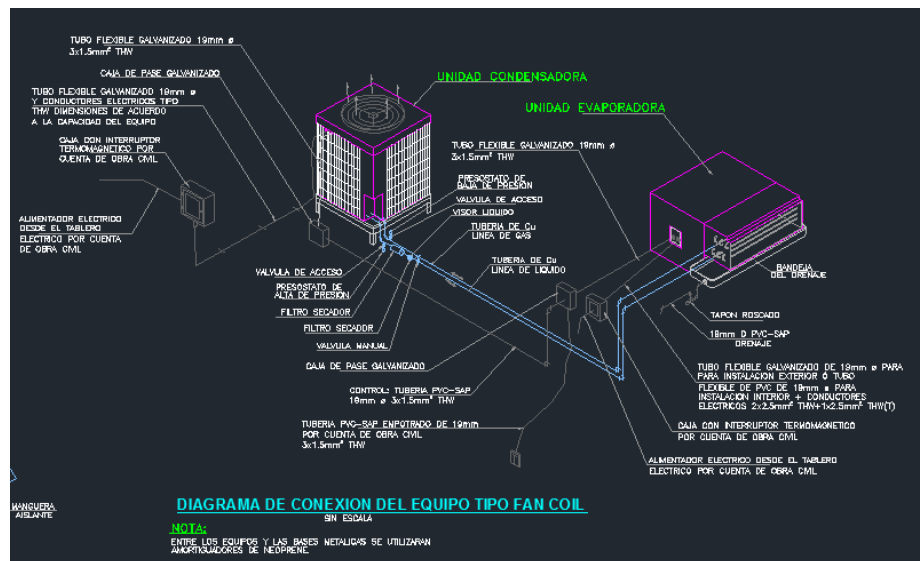 TUBO FLEXIBLE GALVANIZADO 19mm ø
3x1.5mm² THW
CAJA DE PASE GALVANIZADO
TUBO FLEXIBLE GALVANIZADO 19mm ø
Y CONDUCTORES ELECTRICOS TIPO
THW DIMENSIONES DE ACUERDO
A LA CAPACIDAD DEL EQUIPO
CAJA CON INTERRUPTOR
TERMOMAGNETICO POR
CUENTA DE OBRA CIVIL
ALIMENTADOR ELECTRICO
DESDE EL TABLERO
ELECTRICO POR CUENTA
DE OBRA CIVIL
UNIDAD CONDENSADORA
UNIDAD EVAPORADORA
TUBO FLEXIBLE GALVANIZADO 19mm ø
3x1.5mm² THW
PRESOSTATO DE
BAJA DE PRESION
VALVULA DE ACCESO
VISOR LIQUIDO
TUBERIA DE Cu
LINEA DE GAS
TUBERIA DE Cu
LINEA DE LIQUIDO
VALVULA DE ACCESO
PRESOSTATO DE
ALTA DE PRESION
FILTRO SECADOR
FILTRO SECADOR
VALVULA MANUAL
CAJA DE PASE GALVANIZADO
CONTROL: TUBERIA PVC-SAP
19mm ø 3x1.5mm² THW
TUBERIA PVC-SAP EMPOTRADO DE 19mm
POR CUENTA DE OBRA CIVIL
3x1.5mm² THW
BANDEJA
DEL DRENAJE
TAPON ROSCADO
19mm D PVC-SAP
DRENAJE
TUBO FLEXIBLE GALVANIZADO DE 19mm ø PARA
PARA INSTALACION EXTERIOR O TUBO
FLEXIBLE DE PVC DE 19mm ø PARA
INSTALACION INTERIOR + CONDUCTORES
ELECTRICOS 2x2.5mm² THW+1x2.5mm² THW(T)
CAJA CON INTERRUPTOR TERMOMAGNETICO
POR CUENTA DE OBRA CIVIL
ALIMENTADOR ELECTRICO DESDE EL TABLERO
ELECTRICO POR CUENTA DE OBRA CIVIL
MANGUERA
AISLANTE
DIAGRAMA DE CONEXION DEL EQUIPO TIPO FAN COIL
SIN ESCALA
NOTA:
ENTRE LOS EQUIPOS Y LAS BASES METALICAS SE UTILIZARAN
AMORTIGUADORES DE NEOPRENE